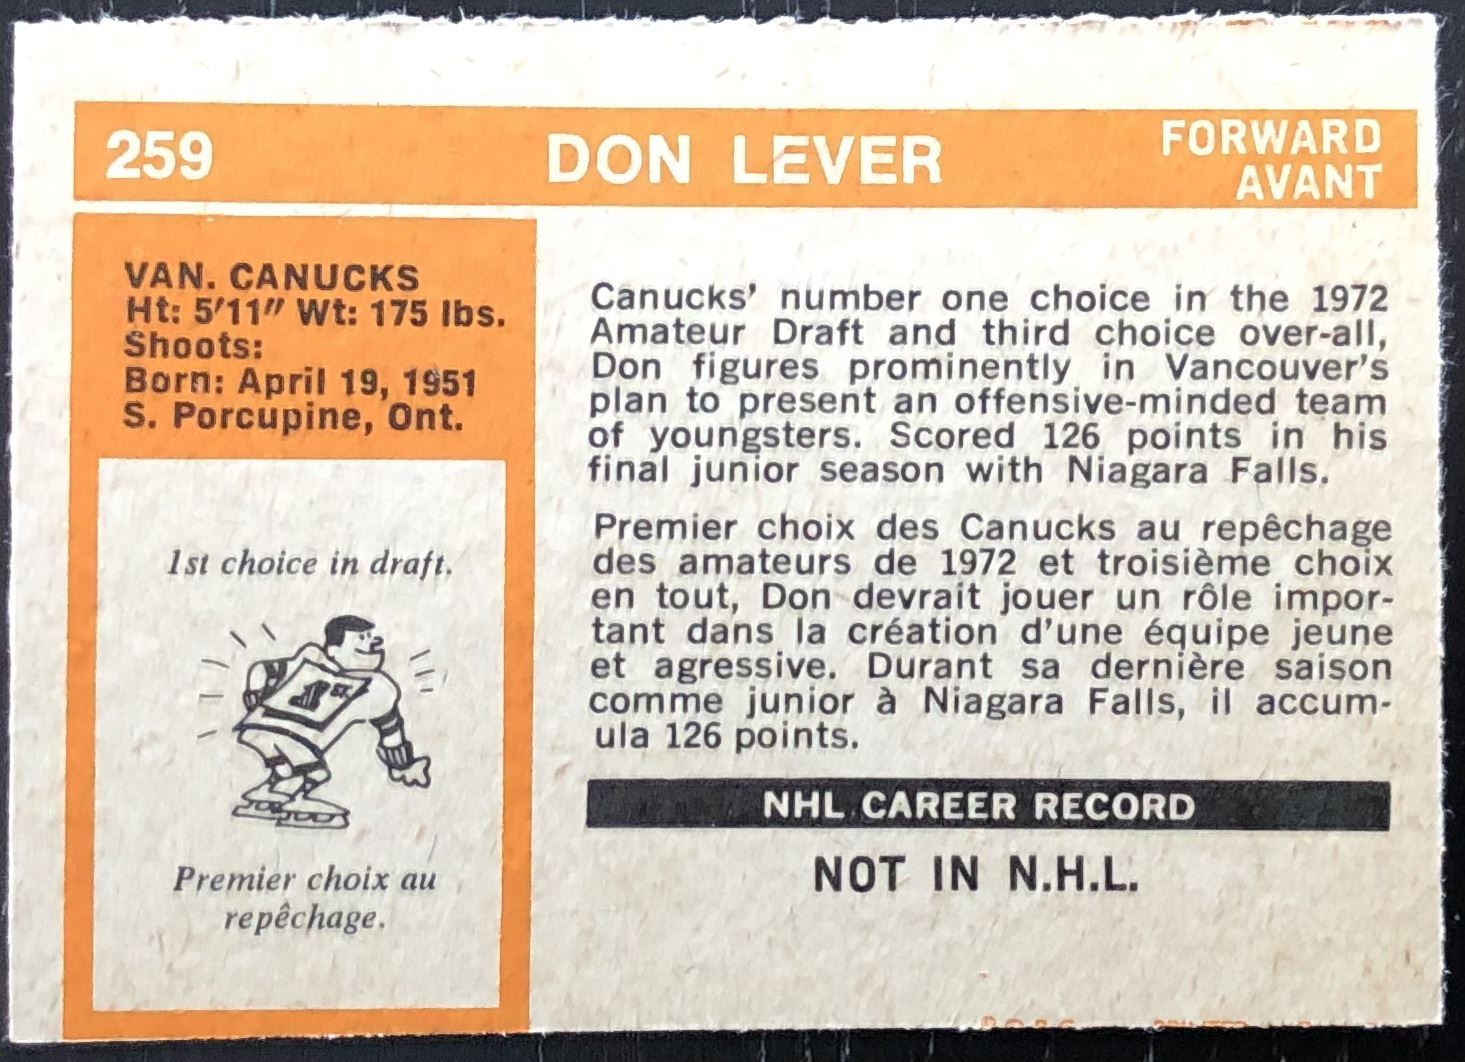 259 DON LEVER FORWARD
AVANT
VAN. CANUCKS
Ht: 5'11" Wt: 175 lbs.
Shoots:
Born: April 19, 1951
S. Porcupine, Ont.
1st choice in draft.
1st
Premier choix au
repêchage.
Canucks' number one choice in the 1972
Amateur Draft and third choice over-all,
Don figures prominently in Vancouver's
plan to present an offensive-minded team
of youngsters. Scored 126 points in his
final junior season with Niagara Falls.
Premier choix des Canucks au repêchage
des amateurs de 1972 et troisième choix
en tout, Don devrait jouer un rôle impor-
tant dans la création d'une équipe jeune
et agressive. Durant sa dernière saison
comme junior à Niagara Falls, il accum-
ula 126 points.
NHL CAREER RECORD
NOT IN N.H.L.